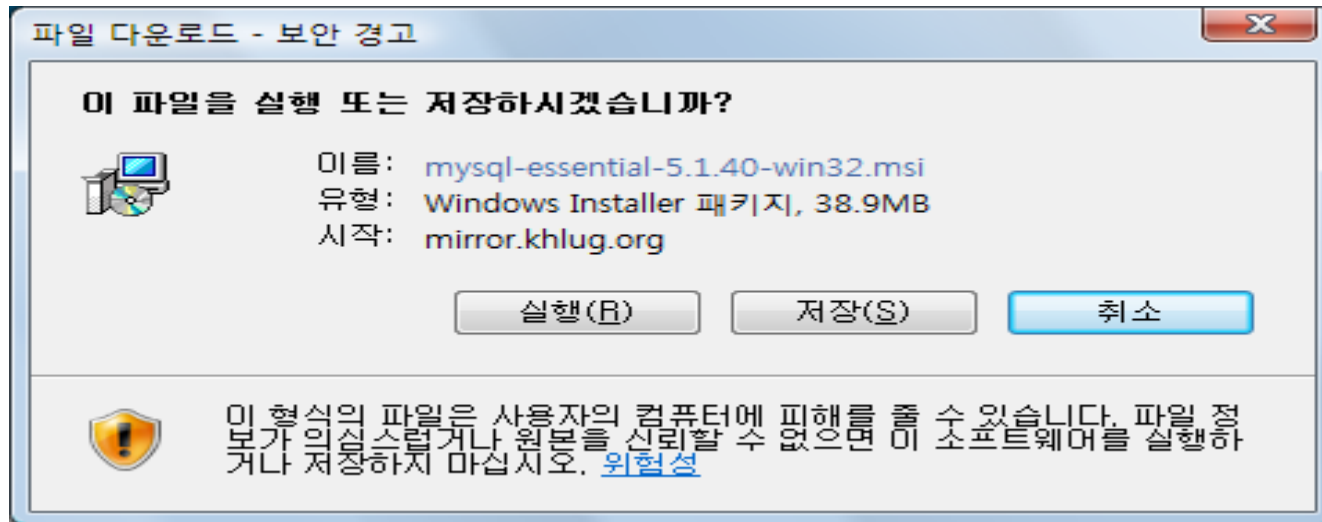 파일 다운로드 - 보안 경고
이 파일을 실행 또는 저장하시겠습니까?
이름: mysql-essential-5.1.40-win32.msi
유형: Windows Installer 패키지, 38.9MB
시작: mirror.khlug.org
실행(R) 저장(S) 취소
이 형식의 파일은 사용자의 컴퓨터에 피해를 줄 수 있습니다. 파일 정
보가 의심스럽거나 원본을 신뢰할 수 없으면 이 소프트웨어를 실행하
거나 저장하지 마십시오. 위험성